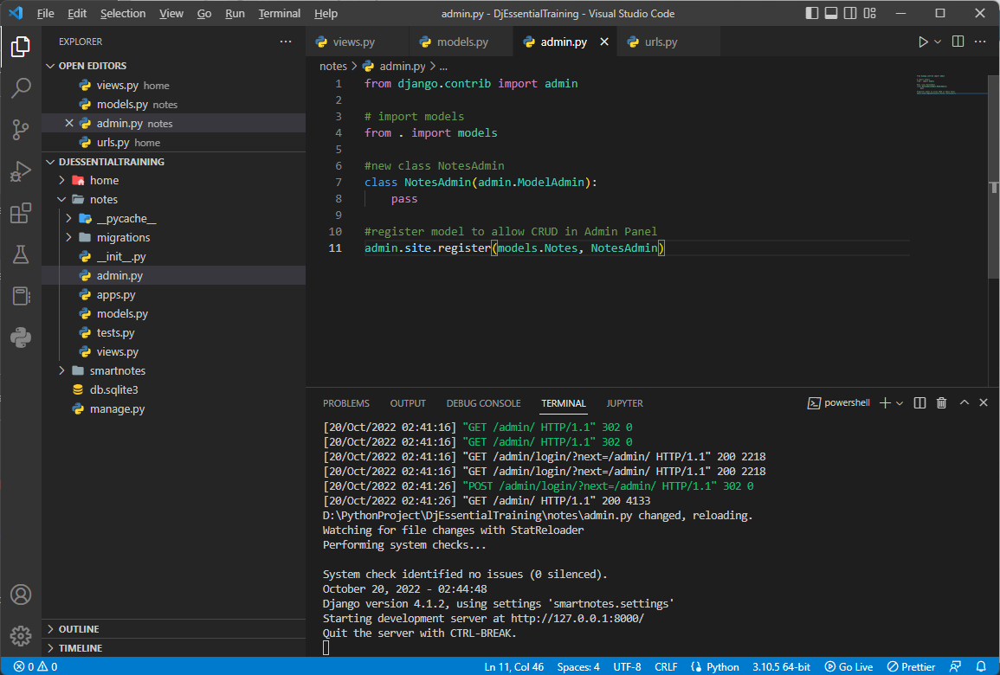 File Edit Selection View Go Run Terminal Help admin.py - DjEssentialTraining - Visual Studio Code
EXPLORER
OPEN EDITORS
views.py home
models.py notes
admin.py notes
urls.py home
DJESSENTIALTRAINING
home
notes
__pycache__
migrations
__init__.py
admin.py
apps.py
models.py
tests.py
views.py
smartnotes
db.sqlite3
manage.py
OUTLINE
TIMELINE
views.py models.py admin.py urls.py
notes > admin.py > ...
1 from django.contrib import admin
2
3 # import models
4 from . import models
5
6 #new class NotesAdmin
7 class NotesAdmin(admin.ModelAdmin):
8     pass
9
10 #register model to allow CRUD in Admin Panel
11 admin.site.register(models.Notes, NotesAdmin)
PROBLEMS OUTPUT DEBUG CONSOLE TERMINAL JUPYTER powershell
[20/Oct/2022 02:41:16] "GET /admin/ HTTP/1.1" 302 0
[20/Oct/2022 02:41:16] "GET /admin/ HTTP/1.1" 302 0
[20/Oct/2022 02:41:16] "GET /admin/login/?next=/admin/ HTTP/1.1" 200 2218
[20/Oct/2022 02:41:16] "GET /admin/login/?next=/admin/ HTTP/1.1" 200 2218
[20/Oct/2022 02:41:26] "POST /admin/login/?next=/admin/ HTTP/1.1" 302 0
[20/Oct/2022 02:41:26] "GET /admin/ HTTP/1.1" 200 4133
D:\PythonProject\DjEssentialTraining\notes\admin.py changed, reloading.
Watching for file changes with StatReloader
Performing system checks...

System check identified no issues (0 silenced).
October 20, 2022 - 02:44:48
Django version 4.1.2, using settings 'smartnotes.settings'
Starting development server at http://127.0.0.1:8000/
Quit the server with CTRL-BREAK.
0 0 Ln 11, Col 46 Spaces: 4 UTF-8 CRLF Python 3.10.5 64-bit Go Live Prettier